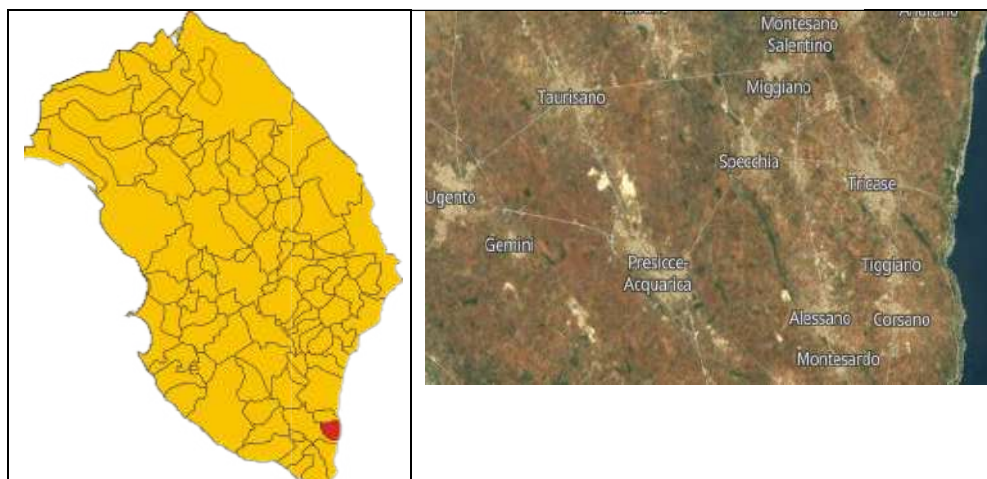 Montesano
Salentino
Miggiano
Taurisano
Specchia
Tricase
Ugento
Gemini
Presicce-
Acquarica
Tiggiano
Alessano
Corsano
Montesardo